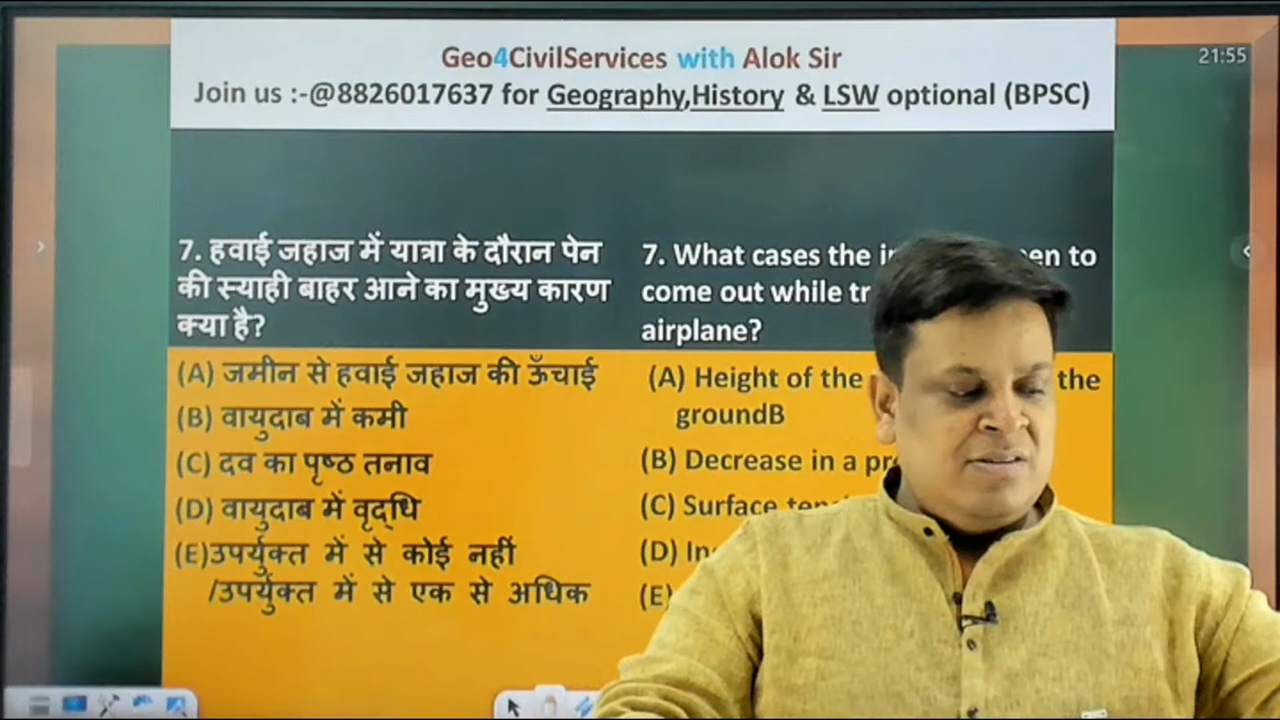 Geo4CivilServices with Alok Sir
Join us :-@8826017637 for Geography,History & LSW optional (BPSC)
21:55
7. हवाई जहाज में यात्रा के दौरान पेन
की स्याही बाहर आने का मुख्य कारण
क्या है?
(A) जमीन से हवाई जहाज की ऊँचाई
(B) वायुदाब में कमी
(C) दव का पृष्ठ तनाव
(D) वायुदाब में वृद्धि
(E)उपर्युक्त में से कोई नहीं
/उपर्युक्त में से एक से अधिक
7. What cases the to
come out while
airplane?
(A) Height of the the
groundB
(B) Decrease in a
(C) Surface
(D)
(E)